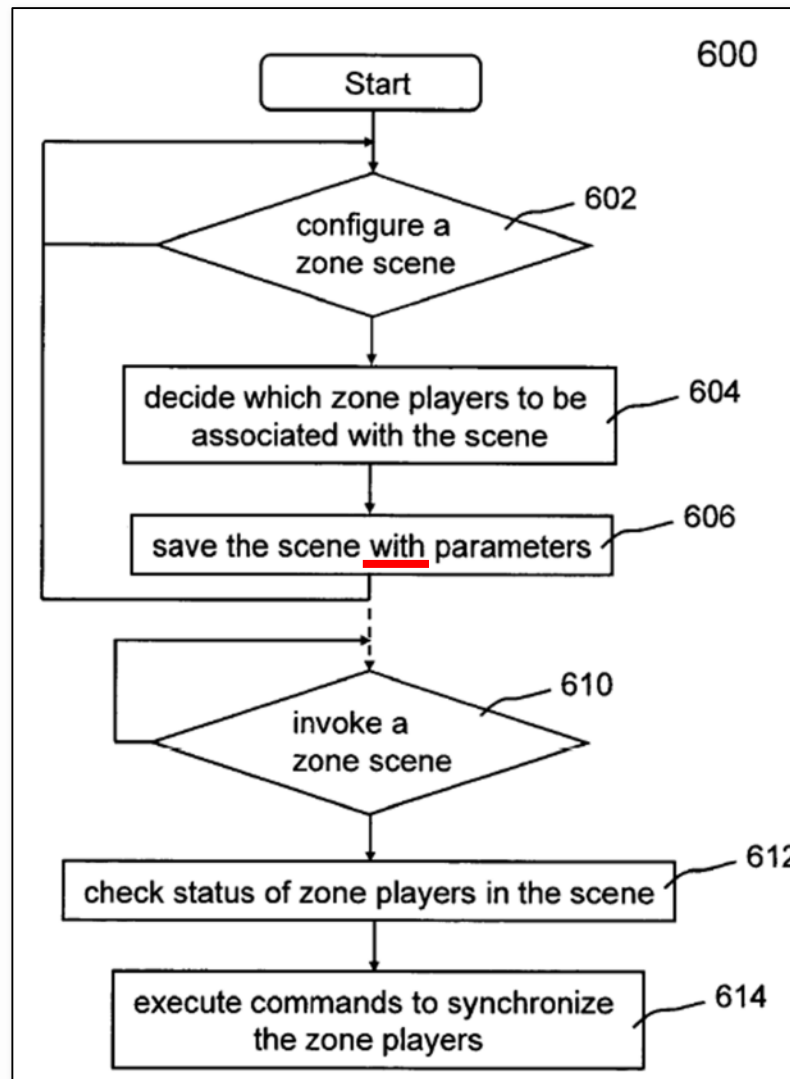 600
Start
602
configure a
zone scene
604
decide which zone players to be
associated with the scene
606
save the scene with parameters
610
invoke a
zone scene
612
check status of zone players in the scene
614
execute commands to synchronize
the zone players